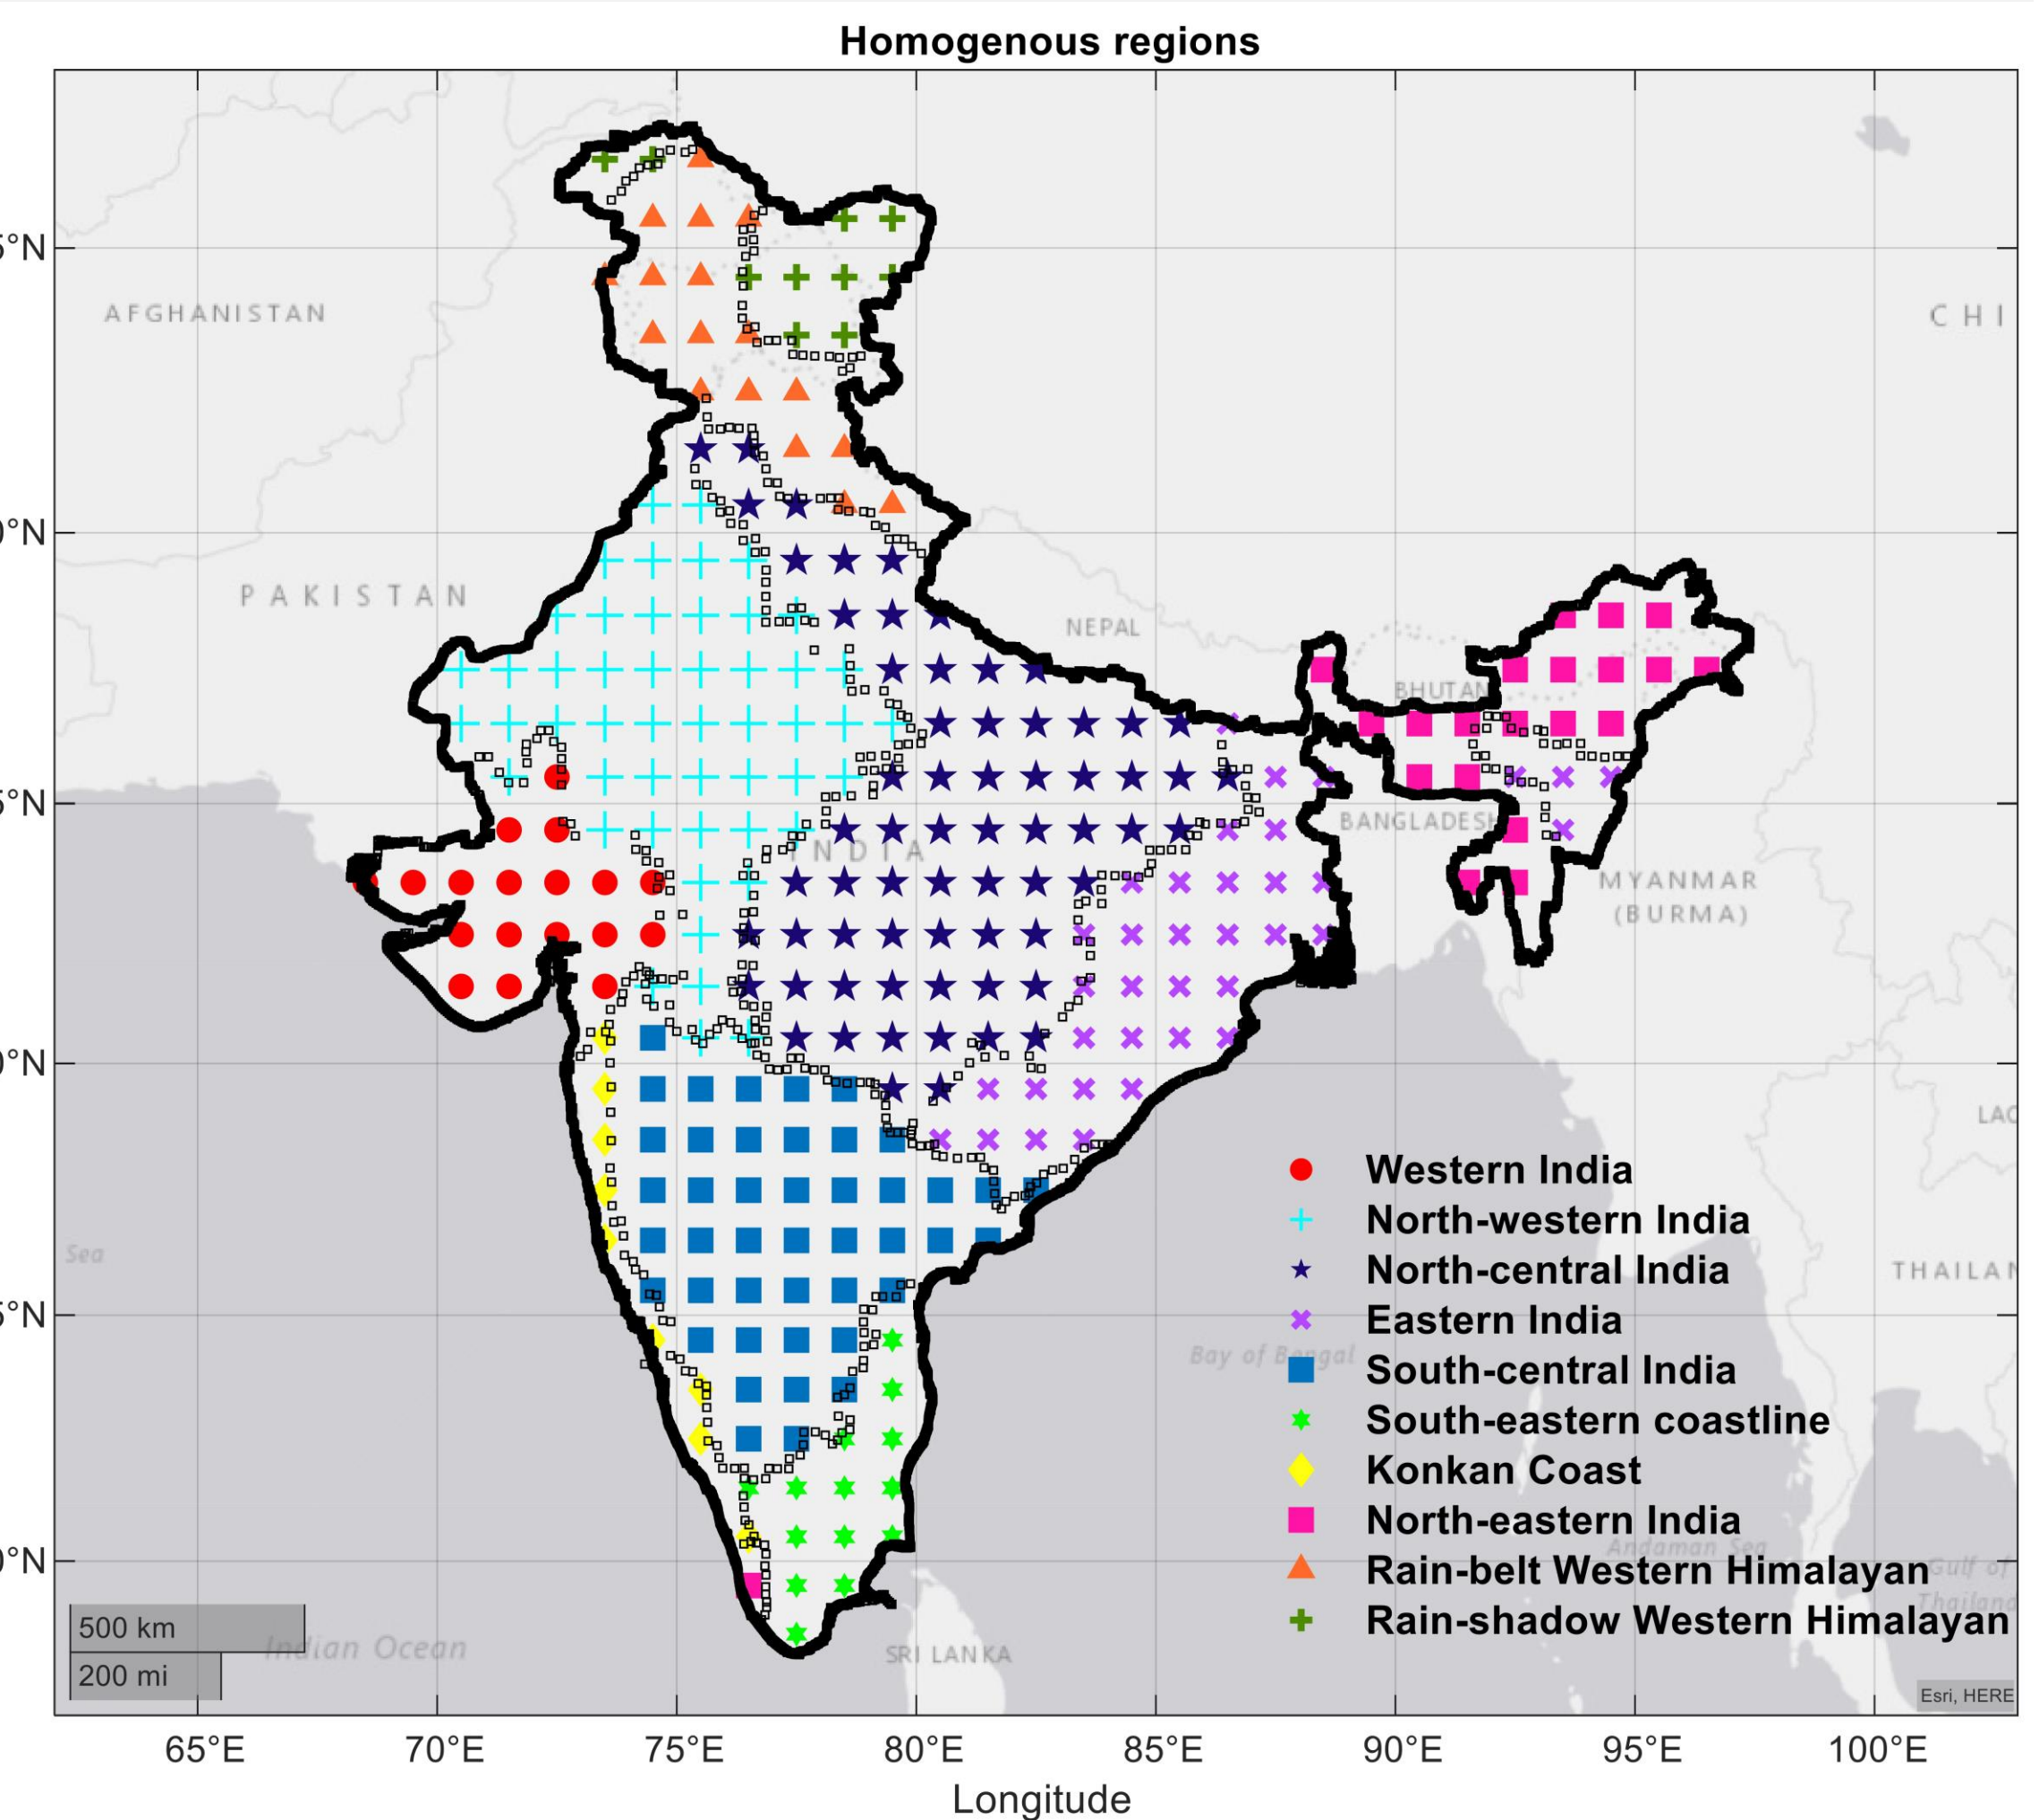 Homogenous regions
5°N
AFGHANISTAN
CHI
0°N
PAKISTAN
NEPAL
BHUTAN
5°N
BANGLADESH
INDIA
MYANMAR
(BURMA)
0°N
LAO
Western India
North-western India
Sea
North-central India
THAILAN
5°N
Eastern India
Bay of Bengal
South-central India
South-eastern coastline
Konkan Coast
North-eastern India
Andaman Sea
0°N
Rain-belt Western Himalayan
Gulf of
Thailand
Rain-shadow Western Himalayan
500 km
Indian Ocean
SRI LANKA
200 mi
Esri, HERE
65°E 70°E 75°E 80°E 85°E 90°E 95°E 100°E
Longitude